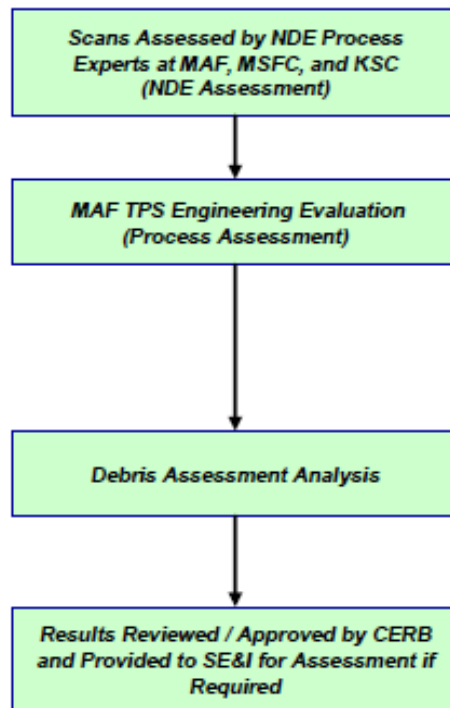 Scans Assessed by NDE Process
Experts at MAF, MSFC, and KSC
(NDE Assessment)
MAF TPS Engineering Evaluation
(Process Assessment)
Debris Assessment Analysis
Results Reviewed / Approved by CERB
and Provided to SE&I for Assessment if
Required